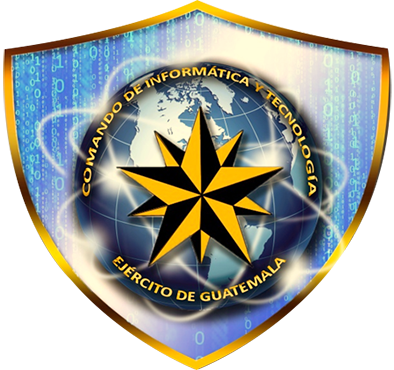 COMANDO DE INFORMÁTICA Y TECNOLOGÍA
EJÉRCITO DE GUATEMALA